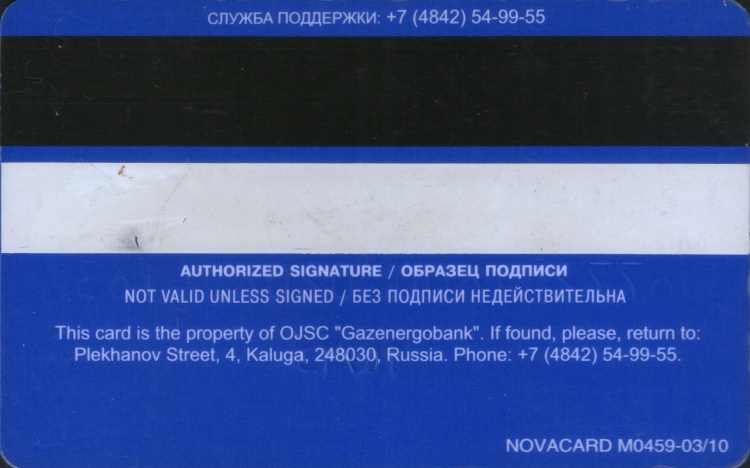 СЛУЖБА ПОДДЕРЖКИ: +7 (4842) 54-99-55
AUTHORIZED SIGNATURE / ОБРАЗЕЦ ПОДПИСИ
NOT VALID UNLESS SIGNED / БЕЗ ПОДПИСИ НЕДЕЙСТВИТЕЛЬНА
This card is the property of OJSC "Gazenergobank". If found, please, return to:
Plekhanov Street, 4, Kaluga, 248030, Russia. Phone: +7 (4842) 54-99-55.
NOVACARD M0459-03/10